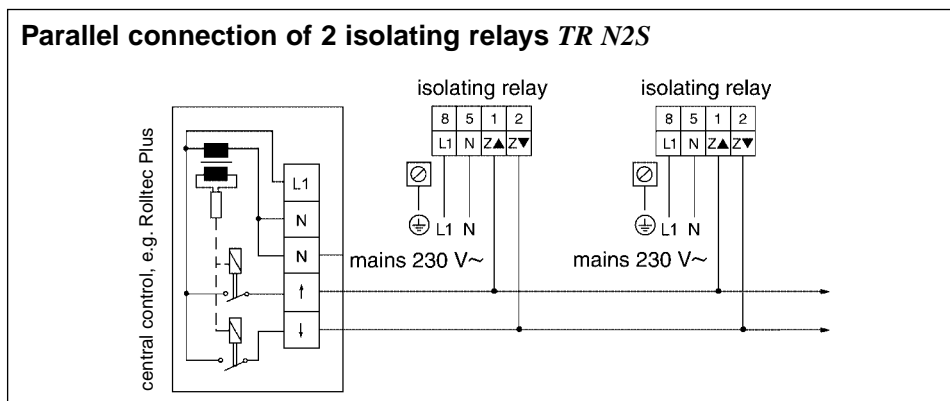 Parallel connection of 2 isolating relays TR N2S
central control, e.g. Rolltec Plus
L1
N
N
↑
↓
isolating relay
8 5 1 2
L1 N Z▲ Z▼
L1 N
mains 230 V~
isolating relay
8 5 1 2
L1 N Z▲ Z▼
L1 N
mains 230 V~